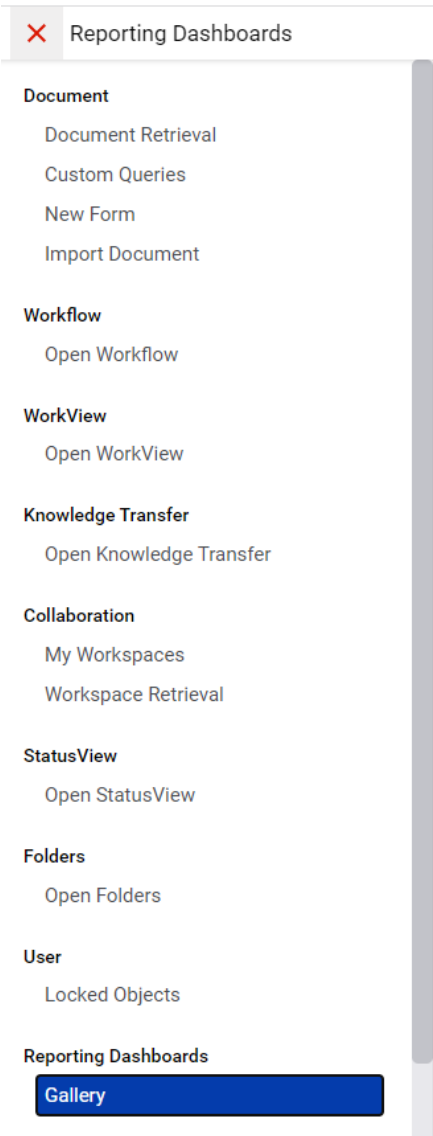 Reporting Dashboards
Document
Document Retrieval
Custom Queries
New Form
Import Document
Workflow
Open Workflow
WorkView
Open WorkView
Knowledge Transfer
Open Knowledge Transfer
Collaboration
My Workspaces
Workspace Retrieval
StatusView
Open StatusView
Folders
Open Folders
User
Locked Objects
Reporting Dashboards
Gallery